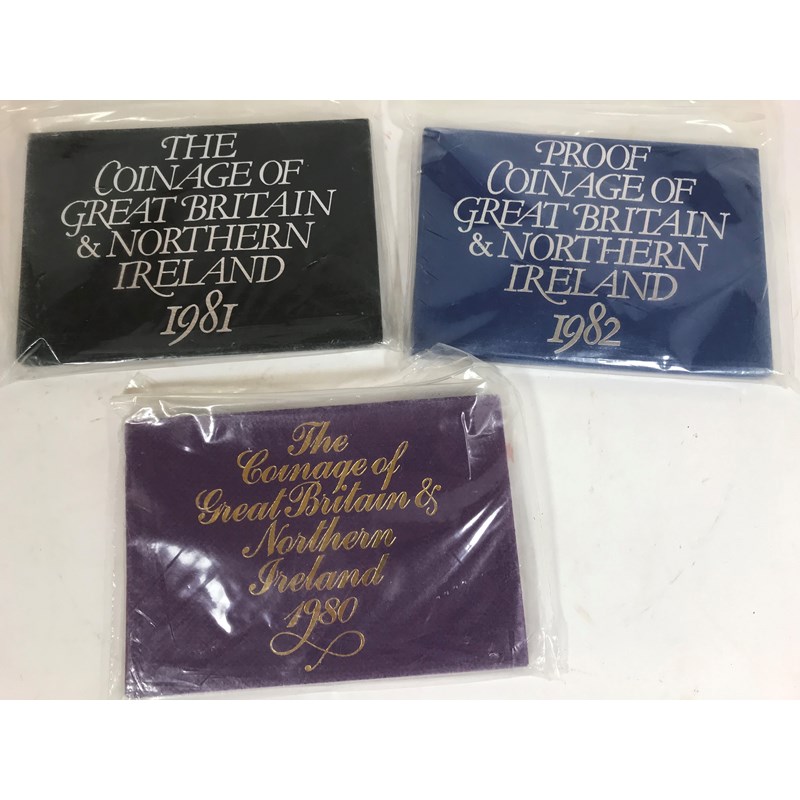 THE
COINAGE OF
GREAT BRITAIN
& NORTHERN
IRELAND
1981
PROOF
COINAGE OF
GREAT BRITAIN
& NORTHERN
IRELAND
1982
The
Coinage of
Great Britain &
Northern
Ireland
1980